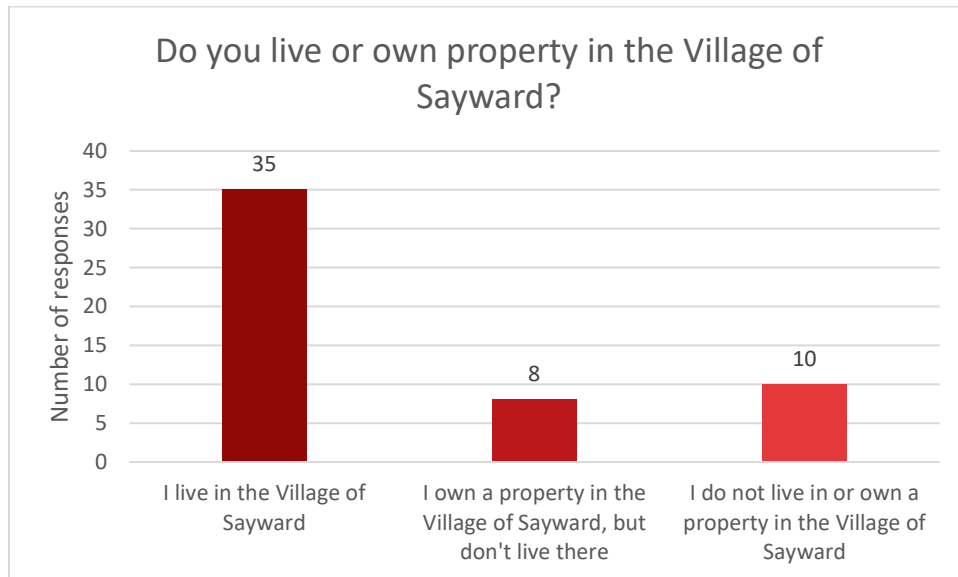 Do you live or own property in the Village of
Sayward?
Number of responses
40
35
30
25
20
15
10
5
0
35
8
10
I live in the Village of
Sayward
I own a property in the
Village of Sayward, but
don't live there
I do not live in or own a
property in the Village of
Sayward